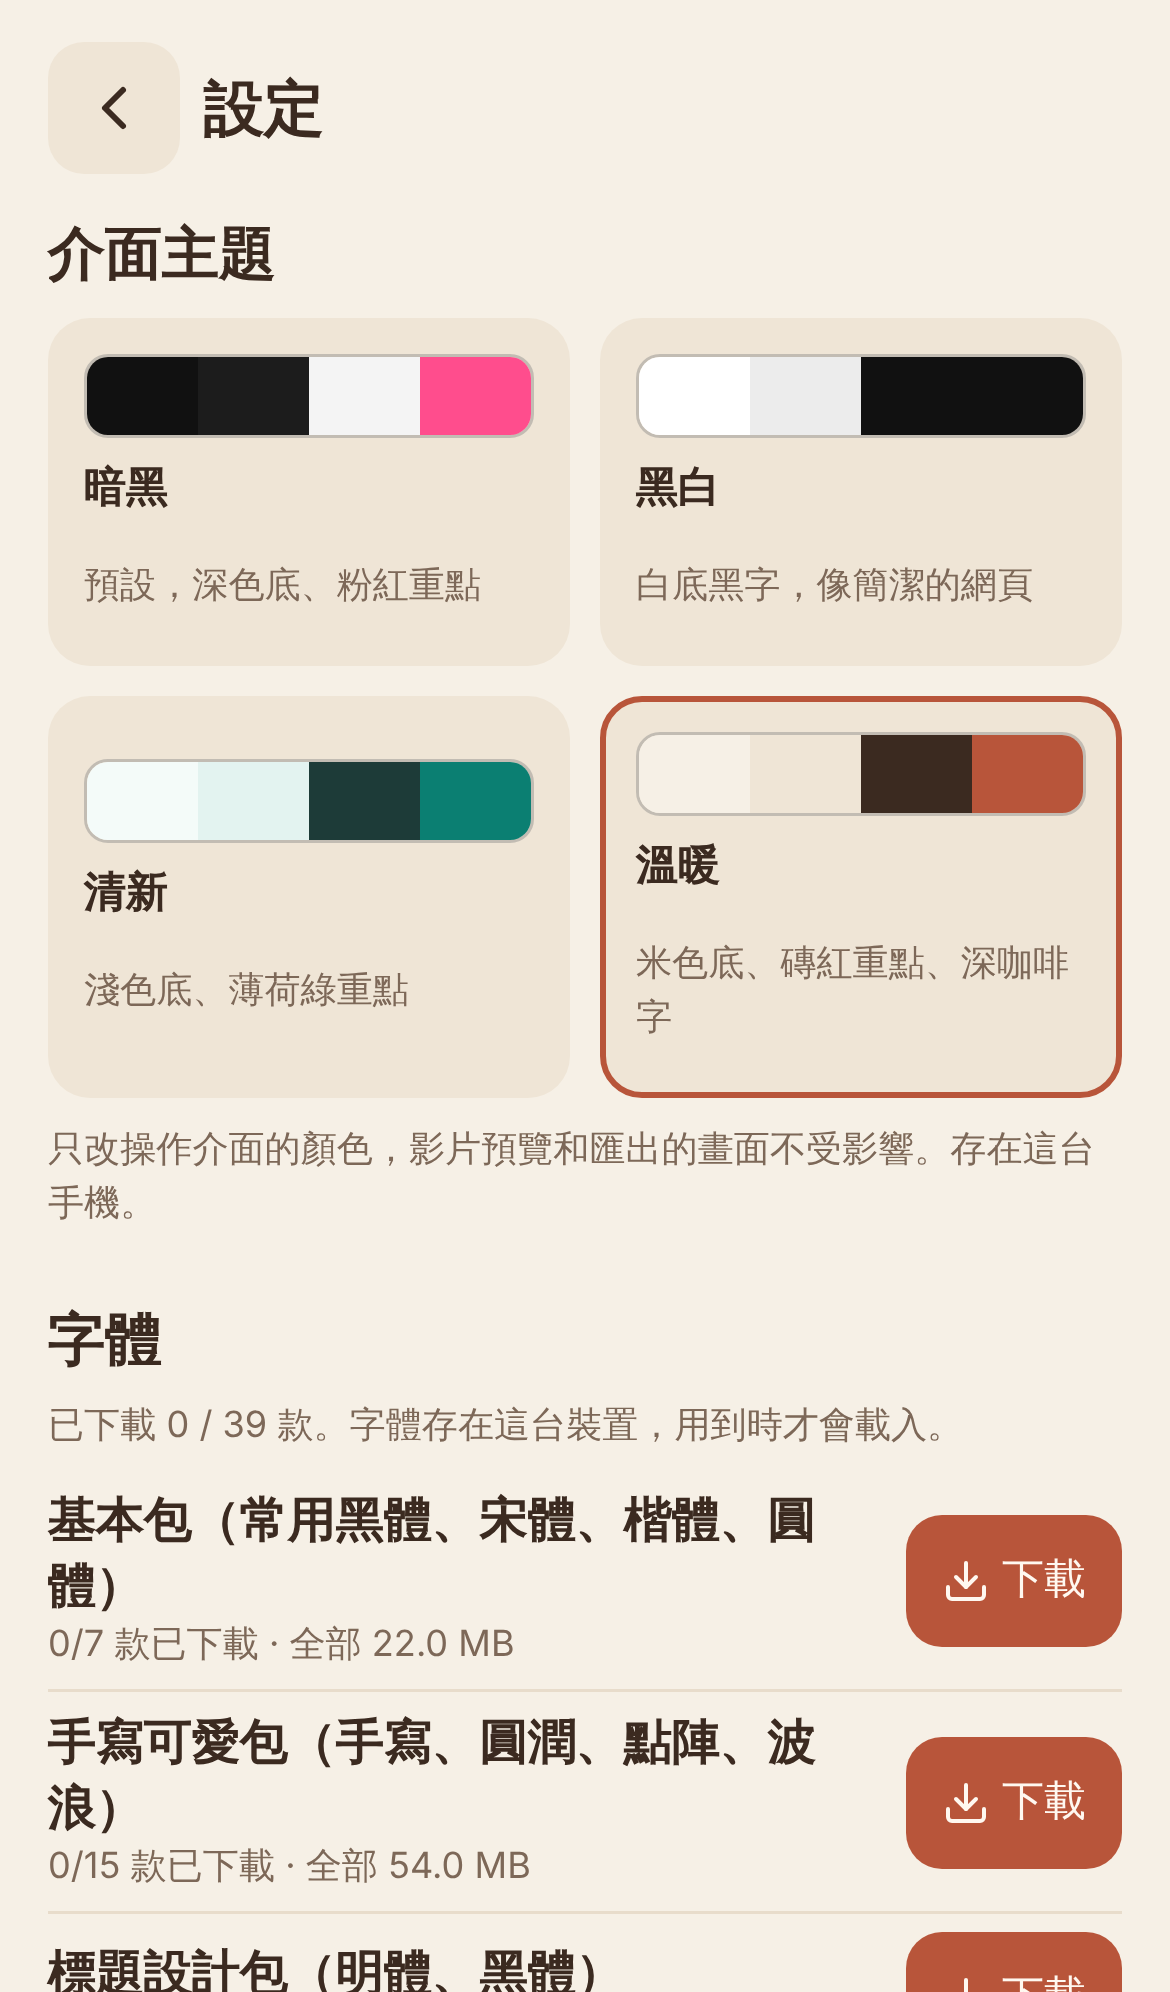 設定
介面主題
暗黑
預設，深色底、粉紅重點
黑白
白底黑字，像簡潔的網頁
清新
淺色底、薄荷綠重點
溫暖
米色底、磚紅重點、深咖啡
字
只改操作介面的顏色，影片預覽和匯出的畫面不受影響。存在這台
手機。
字體
已下載 0 / 39 款。字體存在這台裝置，用到時才會載入。
基本包（常用黑體、宋體、楷體、圓
體）
0/7 款已下載 · 全部 22.0 MB
下載
手寫可愛包（手寫、圓潤、點陣、波
浪）
0/15 款已下載 · 全部 54.0 MB
下載
標題設計包（明體、黑體）
下載